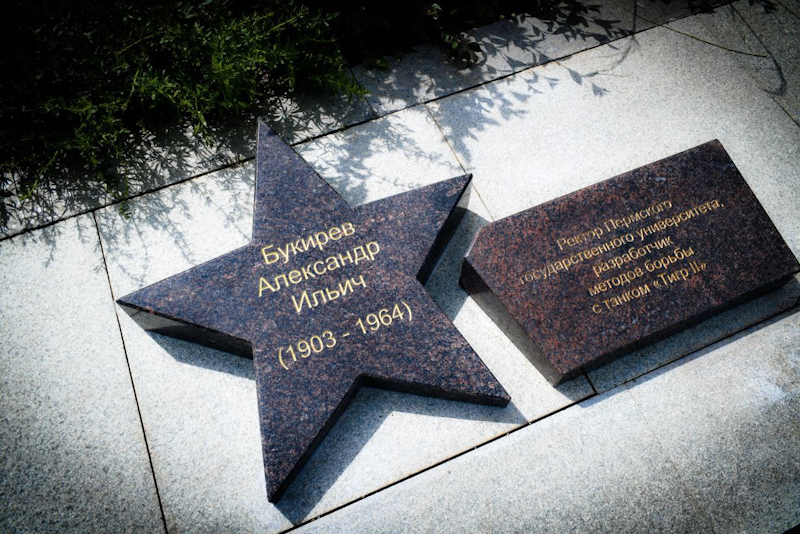 Букирев
Александр
Ильич
(1903 - 1964)
Ректор Пермского
государственного университета,
разработчик
методов борьбы
с танком «Тигр II»